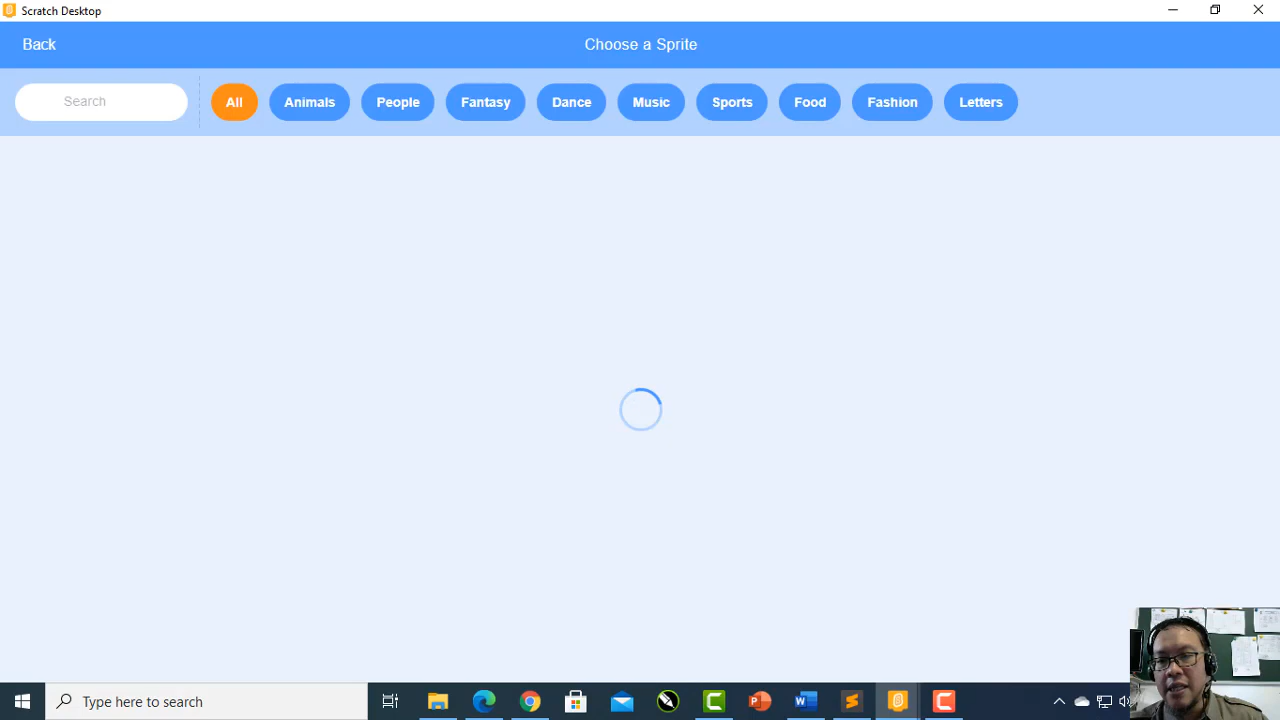 Scratch Desktop
Back
Choose a Sprite
Search
All
Animals
People
Fantasy
Dance
Music
Sports
Food
Fashion
Letters
Type here to search